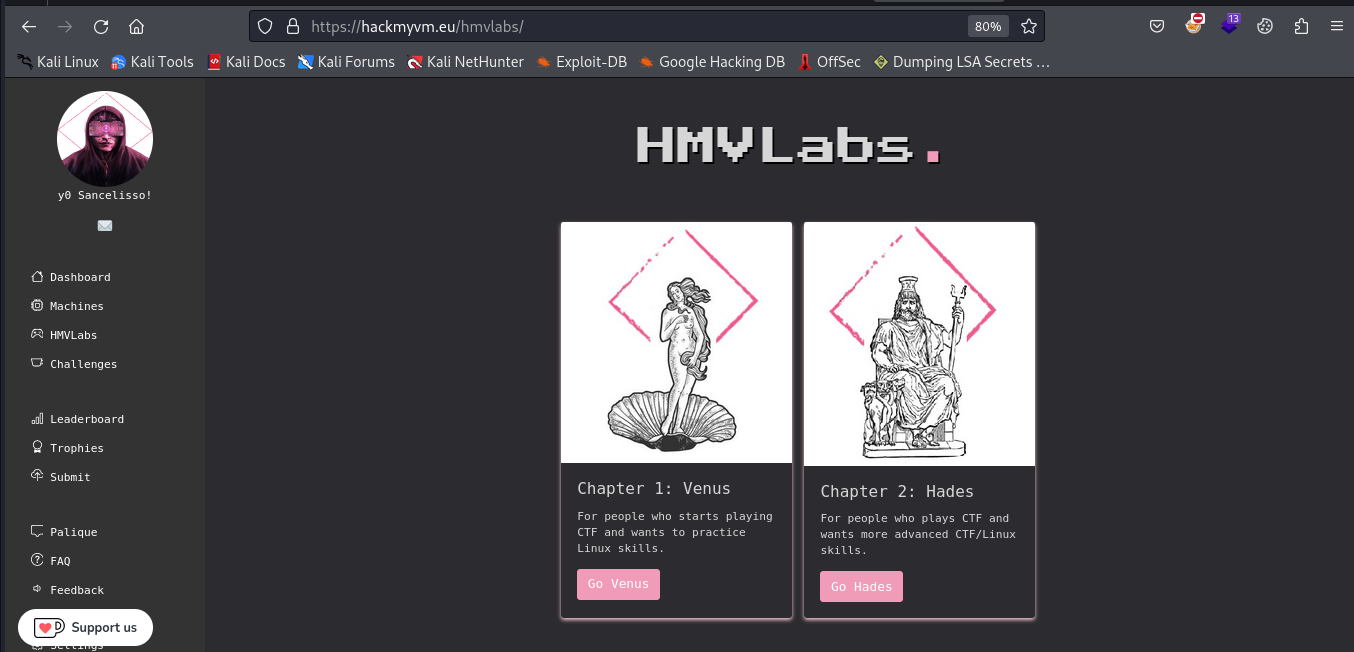 https://hackmyvm.eu/hmvlabs/
80%
13
Kali Linux
Kali Tools
Kali Docs
Kali Forums
Kali NetHunter
Exploit-DB
Google Hacking DB
OffSec
Dumping LSA Secrets ...
y0 Sancelisso!
Dashboard
Machines
HMVLabs
Challenges
Leaderboard
Trophies
Submit
Palique
FAQ
Feedback
Support us
Settings
HMVLabs.
Chapter 1: Venus
For people who starts playing
CTF and wants to practice
Linux skills.
Go Venus
Chapter 2: Hades
For people who plays CTF and
wants more advanced CTF/Linux
skills.
Go Hades